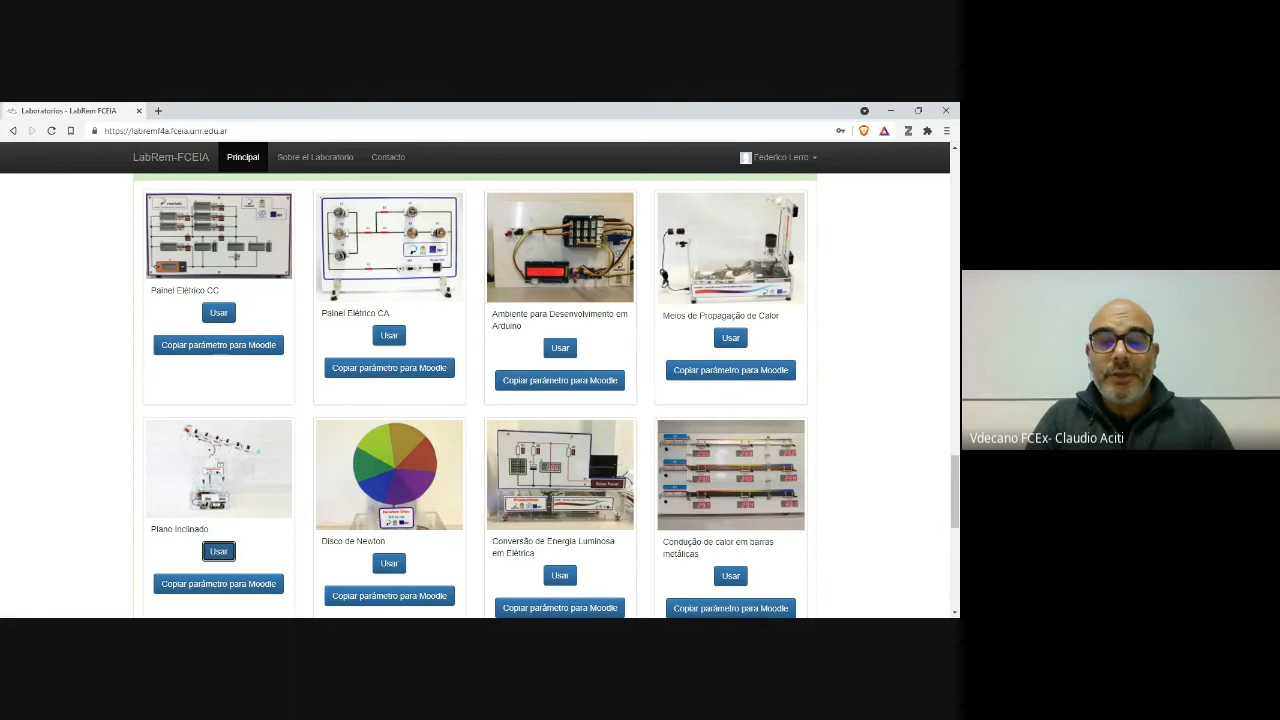 Laboratorios - LabRem FCEIA
https://labremf4a.fceia.unr.edu.ar
LabRem-FCEIA
Principal
Sobre el Laboratorio
Contacto
Federico Lerro
Painel Elétrico CC
Usar
Copiar parámetro para Moodle
Painel Elétrico CA
Usar
Copiar parámetro para Moodle
Ambiente para Desenvolvimento em
Arduino
Usar
Copiar parámetro para Moodle
Meios de Propagação de Calor
Usar
Copiar parámetro para Moodle
Plano Inclinado
Usar
Copiar parámetro para Moodle
Disco de Newton
Usar
Copiar parámetro para Moodle
Conversão de Energia Luminosa
em Elétrica
Usar
Copiar parámetro para Moodle
Condução de calor em barras
metálicas
Usar
Copiar parámetro para Moodle
Vdecano FCEx- Claudio Aciti